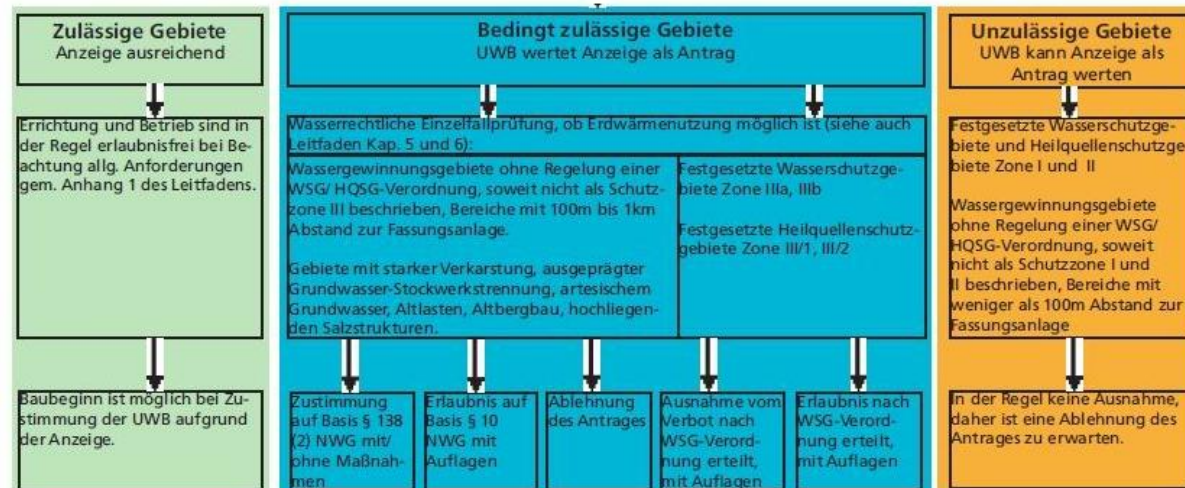 Zulässige Gebiete
Anzeige ausreichend
Errichtung und Betrieb sind in
der Regel erlaubnisfrei bei Be-
achtung allg. Anforderungen
gem. Anhang 1 des Leitfadens.
Baubeginn ist möglich bei Zu-
stimmung der UWB aufgrund
der Anzeige.
Bedingt zulässige Gebiete
UWB wertet Anzeige als Antrag
Wasserrechtliche Einzelfallprüfung, ob Erdwärmenutzung möglich ist (siehe auch
Leitfaden Kap. 5 und 6):
Wassergewinnungsgebiete ohne Regelung einer
WSG/ HQSG-Verordnung, soweit nicht als Schutz-
zone III beschrieben, Bereiche mit 100m bis 1km
Abstand zur Fassungsanlage.
Gebiete mit starker Verkarstung, ausgeprägter
Grundwasser-Stockwerkstrennung, artesischem
Grundwasser, Altlasten, Altbergbau, hochliegen-
den Salzstrukturen.
Festgesetzte Wasserschutzge-
biete Zone IIIa, IIIb
Festgesetzte Heilquellenschutz-
gebiete Zone III/1, III/2
Zustimmung
auf Basis § 138
(2) NWG mit/
ohne Maßnah-
men
Erlaubnis auf
Basis § 10
NWG mit
Auflagen
Ablehnung
des Antrages
Ausnahme vom
Verbot nach
WSG-Verord-
nung erteilt,
mit Auflagen
Erlaubnis nach
WSG-Verord-
nung erteilt,
mit Auflagen
Unzulässige Gebiete
UWB kann Anzeige als
Antrag werten
Festgesetzte Wasserschutzge-
biete und Heilquellenschutzge
biete Zone I und II
Wassergewinnungsgebiete
ohne Regelung einer WSG/
HQSG-Verordnung, soweit
nicht als Schutzzone I und
II beschrieben, Bereiche mit
weniger als 100m Abstand zur
Fassungsanlage
In der Regel keine Ausnahme,
daher ist eine Ablehnung des
Antrages zu erwarten.